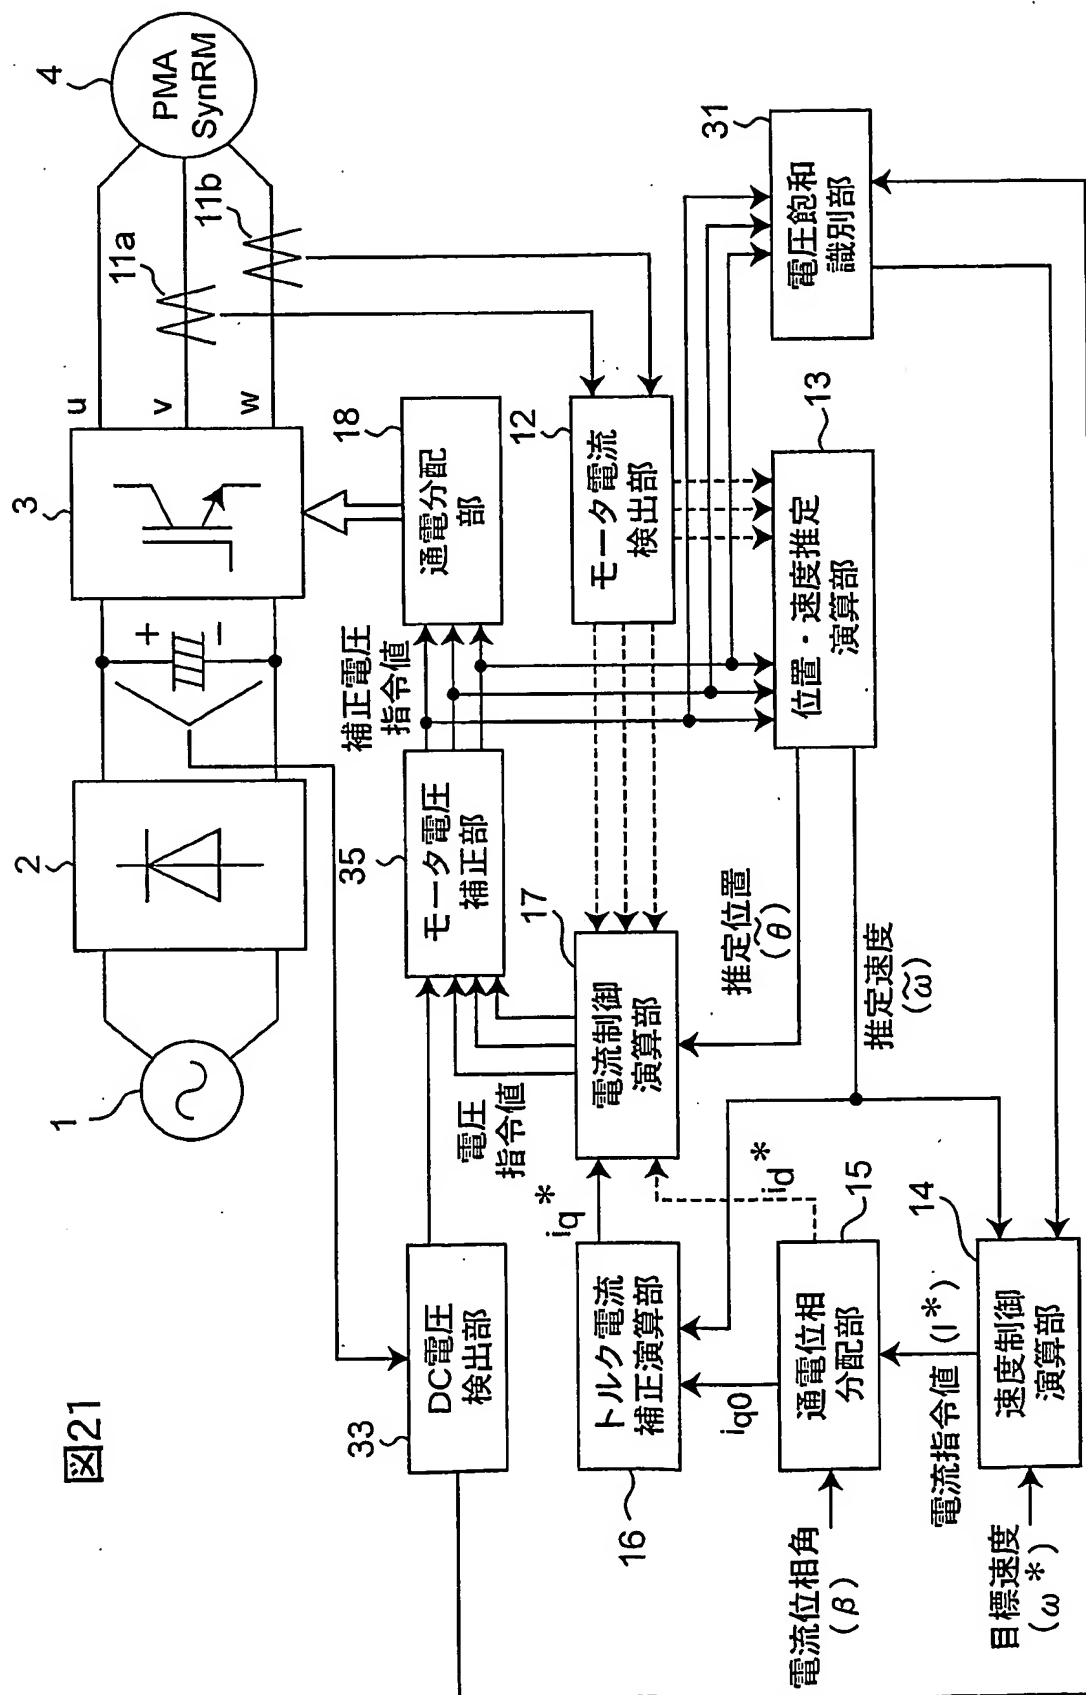 図21
1
2
3
4
PMA
SynRM
u
v
w
11a
11b
+
−
33
DC電圧
検出部
35
モータ電圧
補正部
補正電圧
指令値
18
通電分配
部
電圧
指令値
12
モータ電流
検出部
16
トルク電流
補正演算部
iq*
17
電流制御
演算部
31
電圧飽和
識別部
iq0
id*
推定位置
(θ̃)
13
位置・速度推定
演算部
電流位相角
(β)
15
通電位相
分配部
推定速度
(ω̃)
電流指令値 (I*)
14
速度制御
演算部
目標速度
(ω*)